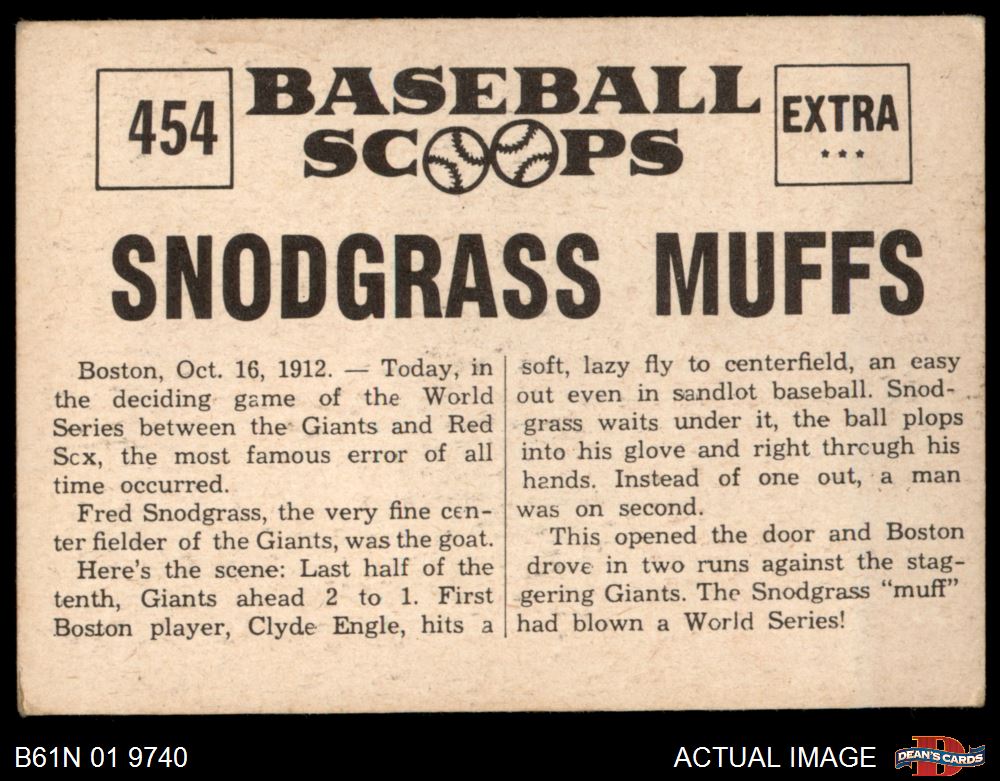 454
BASEBALL
SCOOPS
EXTRA
***
SNODGRASS MUFFS
Boston, Oct. 16, 1912. — Today, in
the deciding game of the World
Series between the Giants and Red
Scx, the most famous error of all
time occurred.
Fred Snodgrass, the very fine cen-
ter fielder of the Giants, was the goat.
Here's the scene: Last half of the
tenth, Giants ahead 2 to 1. First
Boston player, Clyde Engle, hits a
soft, lazy fly to centerfield, an easy
out even in sandlot baseball. Snod-
grass waits under it, the ball plops
into his glove and right through his
hands. Instead of one out, a man
was on second.
This opened the door and Boston
drove in two runs against the stag-
gering Giants. The Snodgrass "muff"
had blown a World Series!
B61N 01 9740
ACTUAL IMAGE
D
DEAN'S CARDS